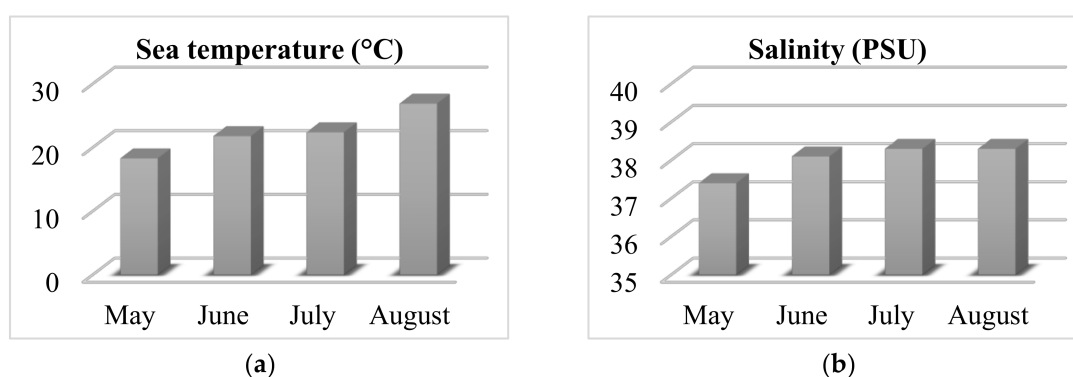 Sea temperature (°C)
30
20
10
0
May June July August
(a)
Salinity (PSU)
40
39
38
37
36
35
May June July August
(b)